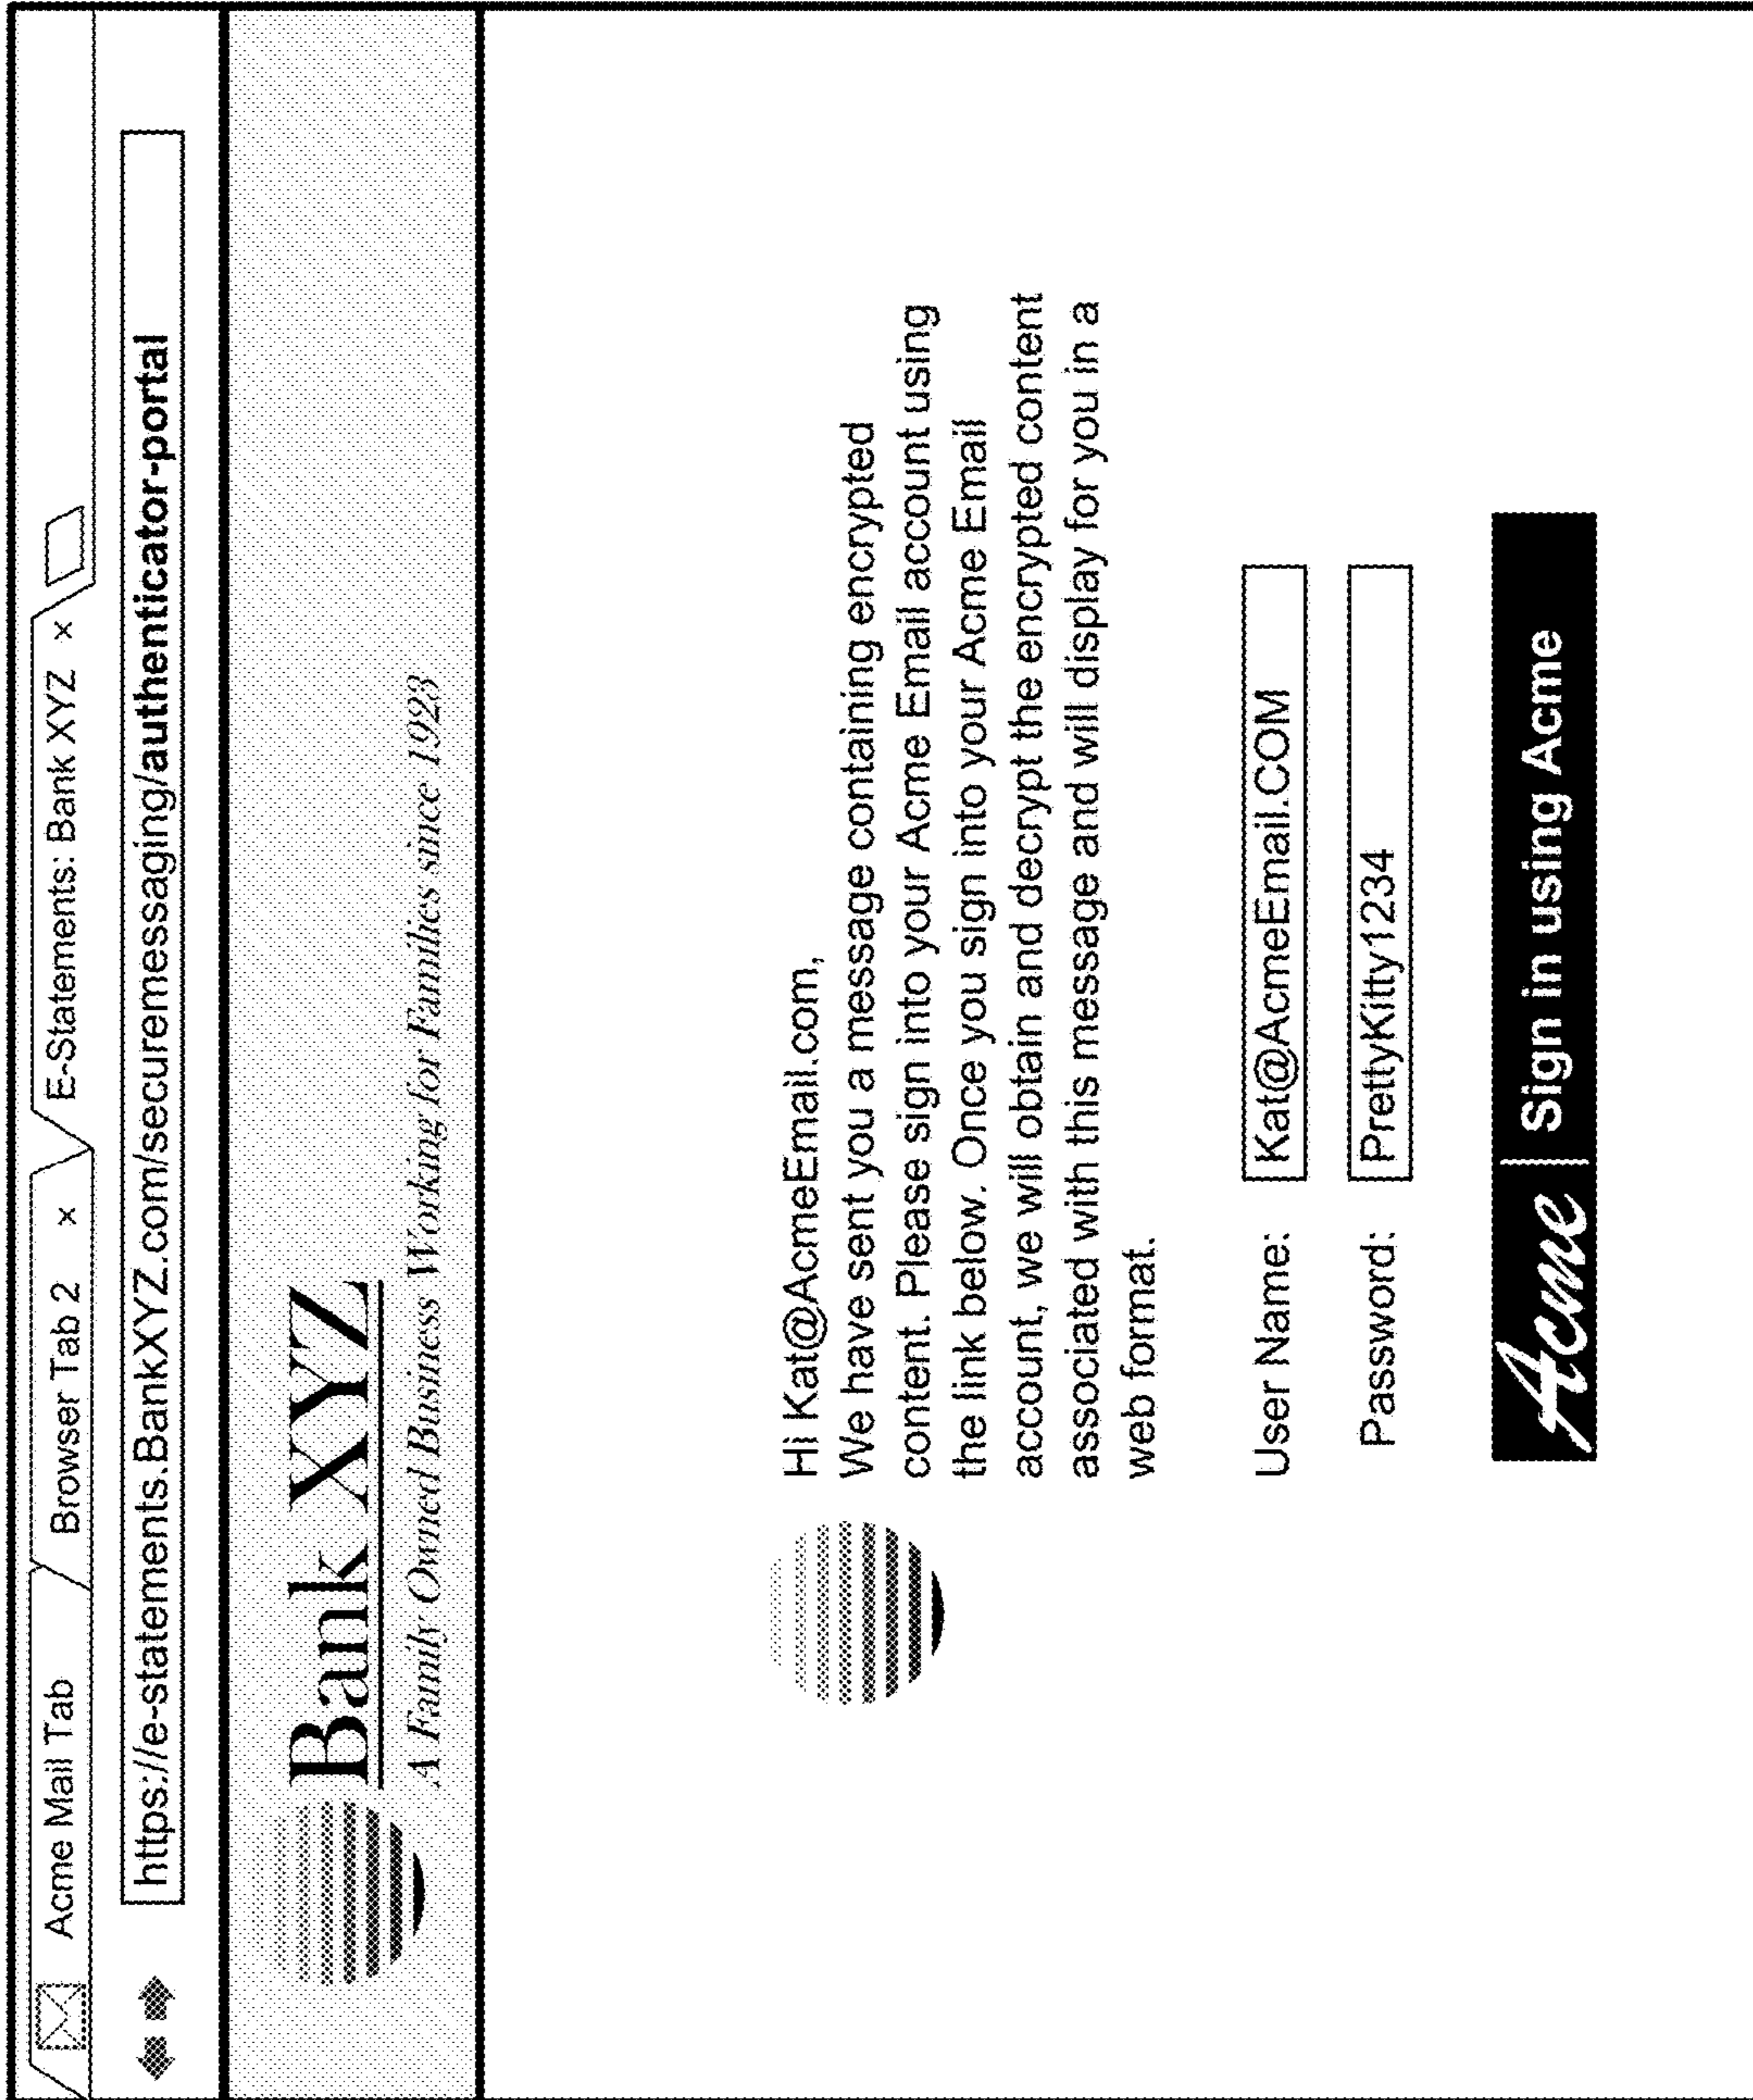 Acme Mail Tab
Browser Tab 2 x
E-Statements: Bank XYZ x
https://e-statements.BankXYZ.com/securemessaging/authenticator-portal
Bank XYZ
A Family Owned Business Working for Families since 1923
Hi Kat@AcmeEmail.com,
We have sent you a message containing encrypted
content. Please sign into your Acme Email account using
the link below. Once you sign into your Acme Email
account, we will obtain and decrypt the encrypted content
associated with this message and will display for you in a
web format.
User Name: Kat@AcmeEmail.COM
Password: PrettyKitty1234
Acme | Sign in using Acme